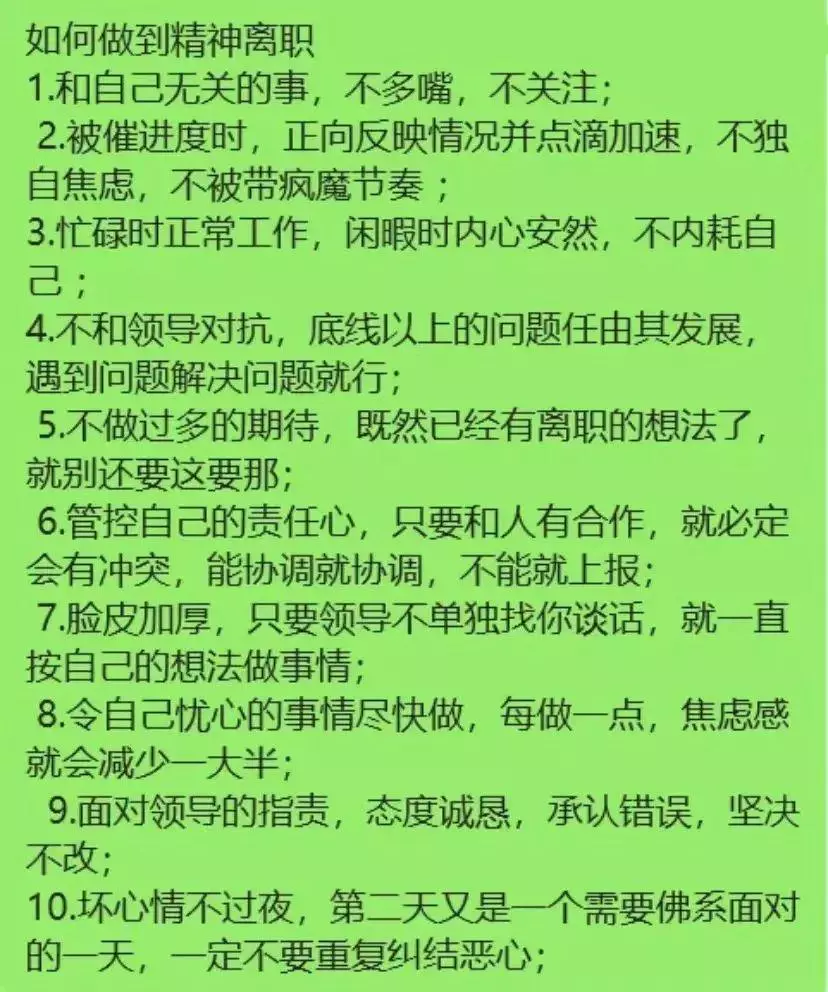 如何做到精神离职
1.和自己无关的事，不多嘴，不关注；
2.被催进度时，正向反映情况并点滴加速，不独
自焦虑，不被带疯魔节奏；
3.忙碌时正常工作，闲暇时内心安然，不内耗自
己；
4.不和领导对抗，底线以上的问题任由其发展，
遇到问题解决问题就行；
5.不做过多的期待，既然已经有离职的想法了，
就别还要这要那；
6.管控自己的责任心，只要和人有合作，就必定
会有冲突，能协调就协调，不能就上报；
7.脸皮加厚，只要领导不单独找你谈话，就一直
按自己的想法做事情；
8.令自己忧心的事情尽快做，每做一点，焦虑感
就会减少一大半；
9.面对领导的指责，态度诚恳，承认错误，坚决
不改；
10.坏心情不过夜，第二天又是一个需要佛系面对
的一天，一定不要重复纠结恶心；